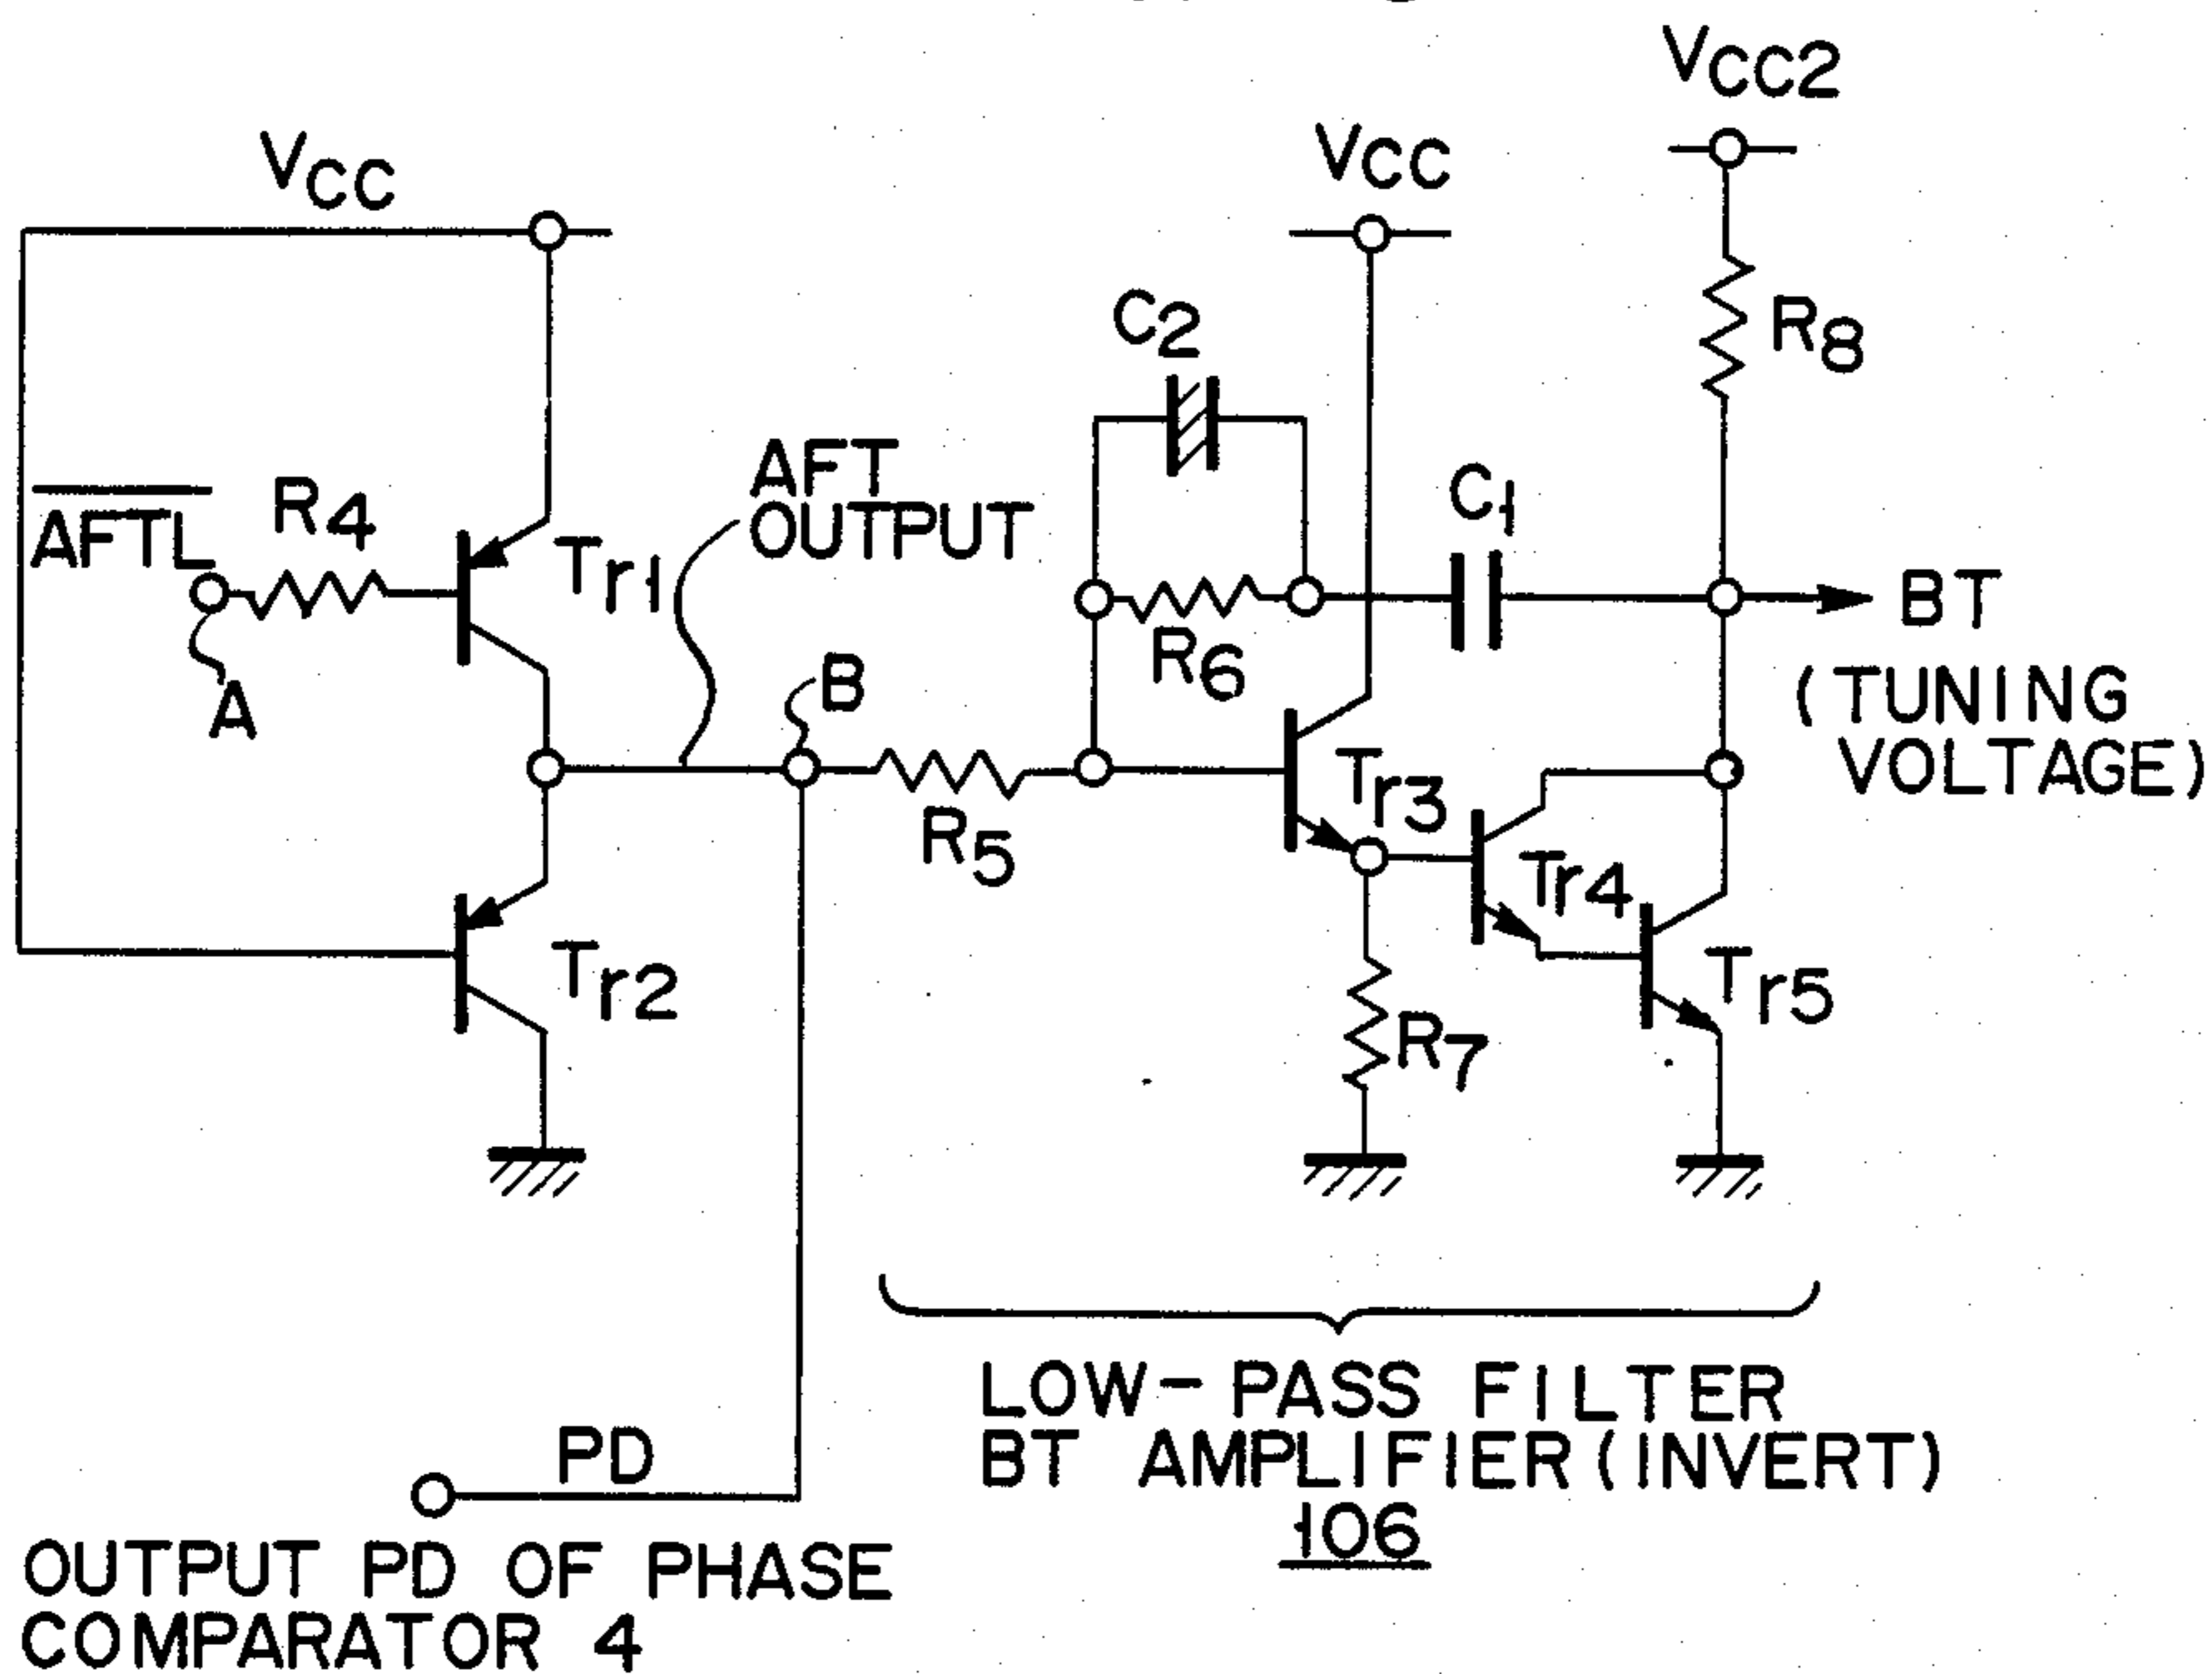 VCC2
VCC
VCC
C2
R8
AFT
OUTPUT
C1
AFTL
R4
Tr1
BT
R6
B
A
(TUNING
VOLTAGE)
Tr3
R5
Tr4
Tr2
Tr5
R7
LOW-PASS FILTER
BT AMPLIFIER (INVERT)
106
PD
OUTPUT PD OF PHASE
COMPARATOR 4